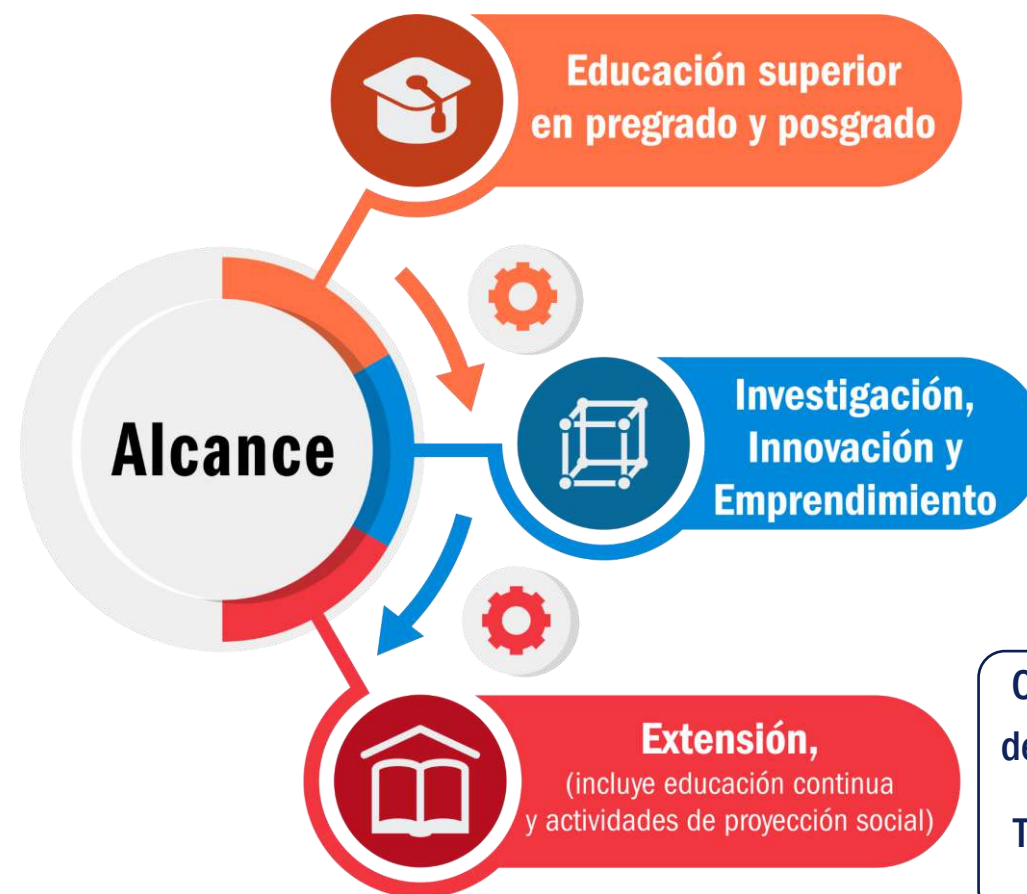 Educación superior
en pregrado y posgrado
Alcance
Investigación,
Innovación y
Emprendimiento
Extensión,
(incluye educación continua
y actividades de proyección social)